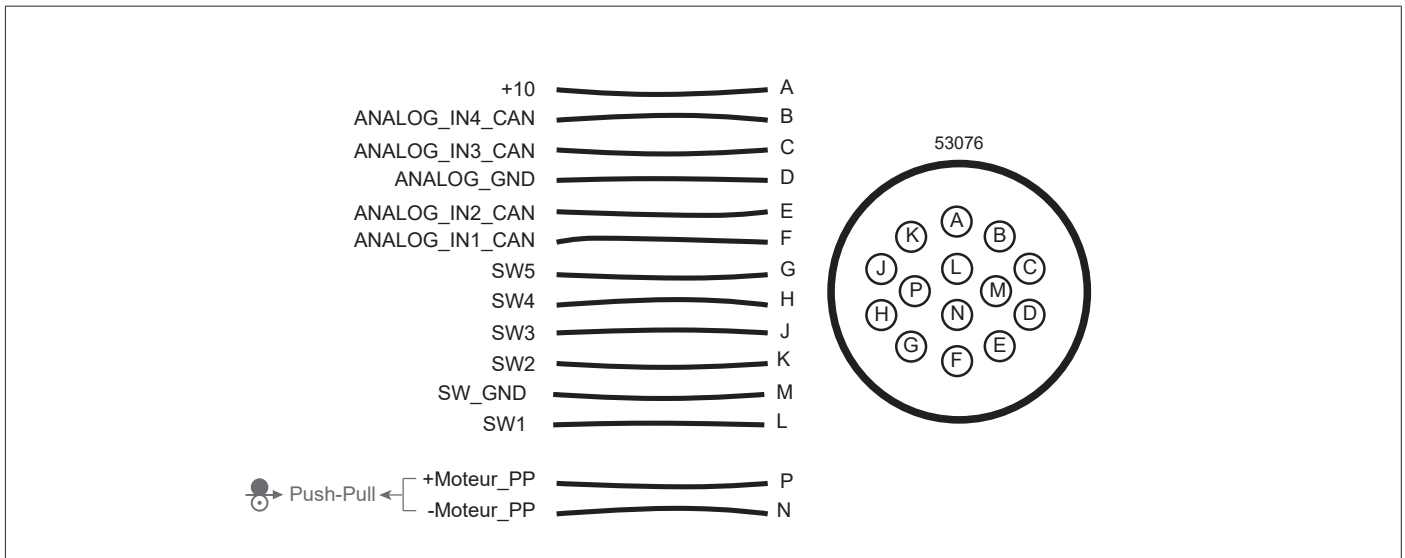 +10 A
ANALOG_IN4_CAN B
ANALOG_IN3_CAN C
ANALOG_GND D
ANALOG_IN2_CAN E
ANALOG_IN1_CAN F
SW5 G
SW4 H
SW3 J
SW2 K
SW_GND M
SW1 L
+Moteur_PP P
Push-Pull
-Moteur_PP N
53076
A
K B
J L C
P M
H N D
G F E